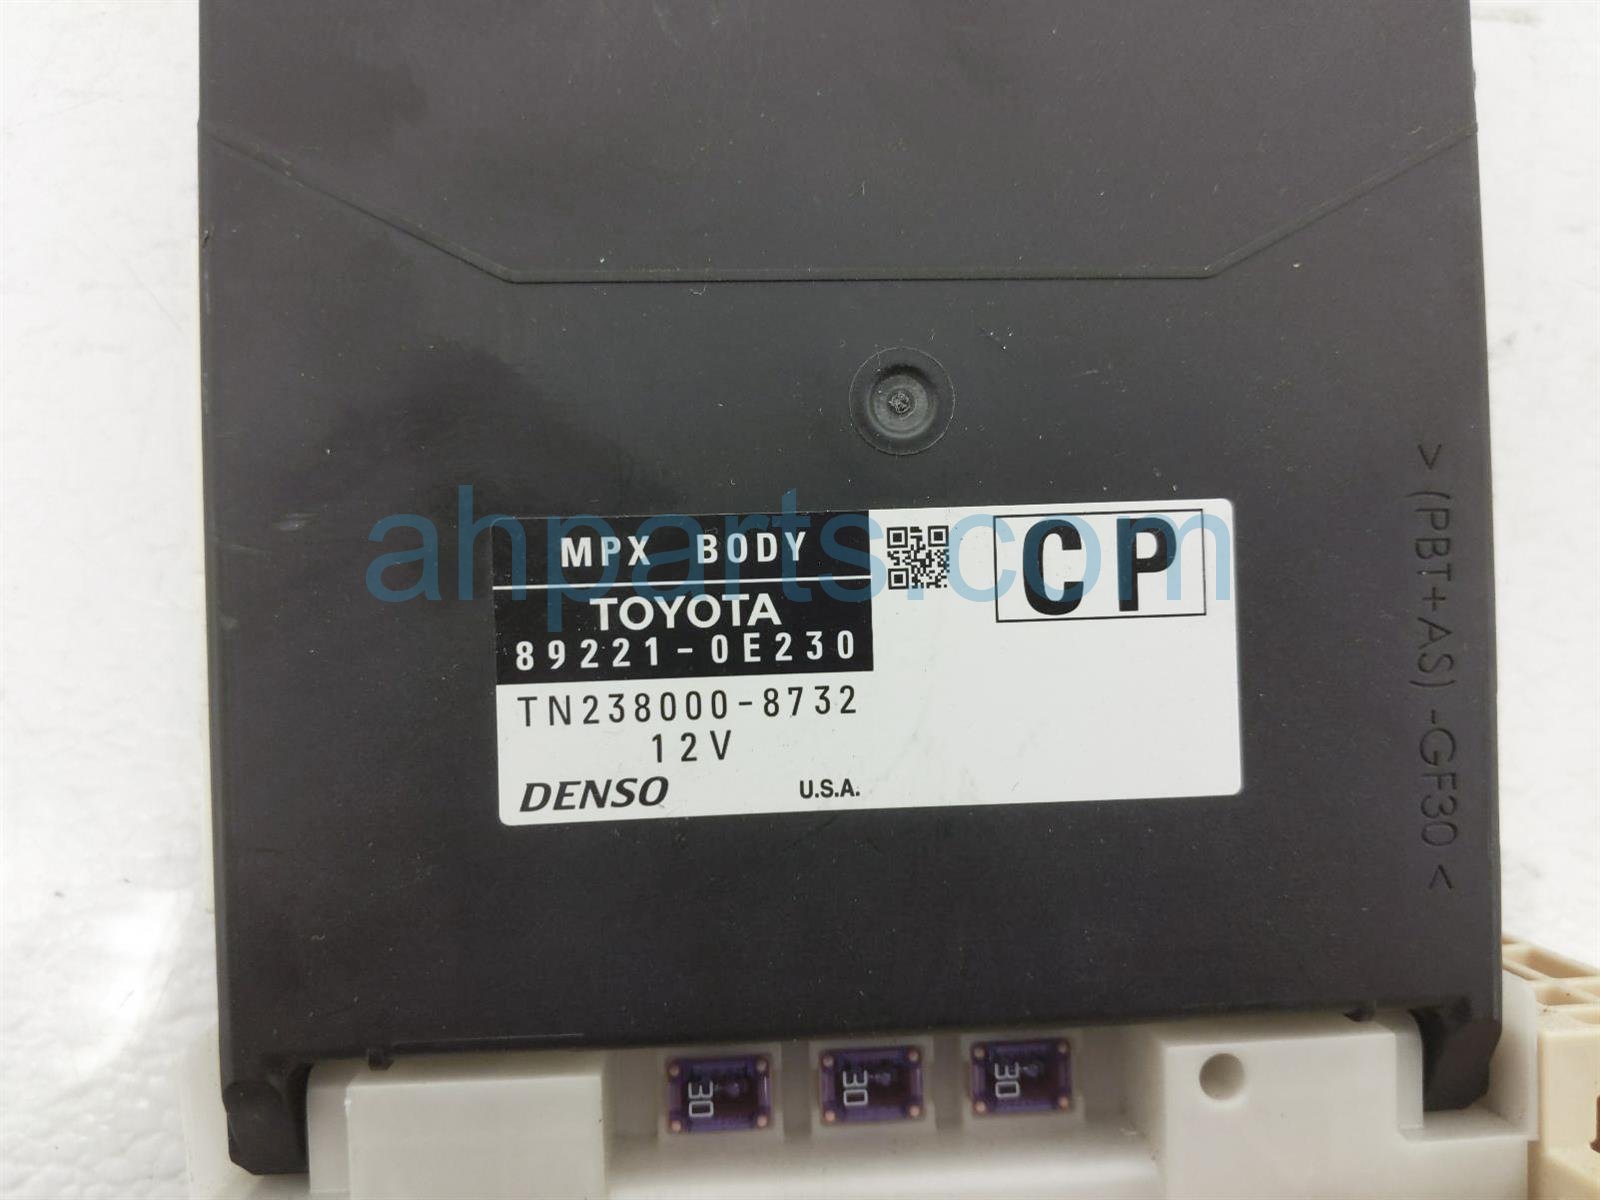 MPX BODY
TOYOTA
89221-0E230
TN238000-8732
12V
DENSO U.S.A.
CP
>(PBT+AS)-GF30<
30
30
30
ahparts.com